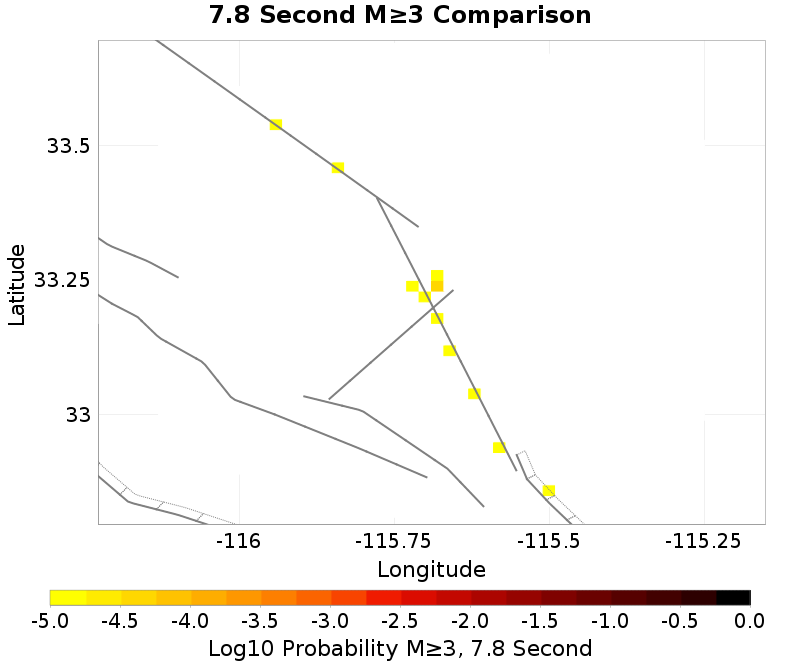 7.8 Second M≥3 Comparison
33.5
33.25
33
Latitude
-116
-115.75
-115.5
-115.25
Longitude
-5.0 -4.5 -4.0 -3.5 -3.0 -2.5 -2.0 -1.5 -1.0 -0.5 0.0
Log10 Probability M≥3, 7.8 Second